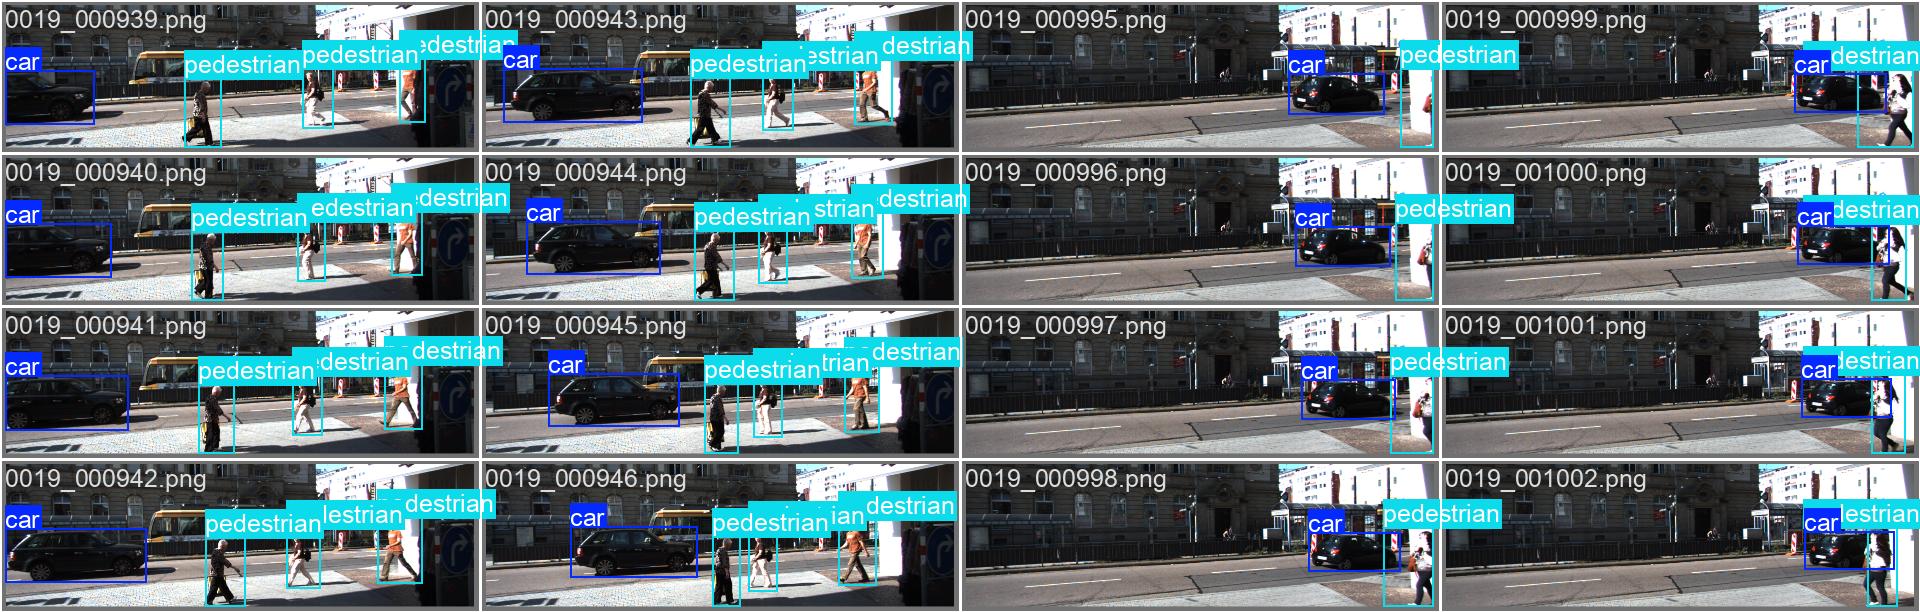 0019_000939.png
car
pedestrian
pedestrian
edestrian
0019_000943.png
car
pedestrian
estrian
destrian
0019_000995.png
car
pedestrian
0019_000999.png
car
destrian
0019_000940.png
car
pedestrian
edestrian
edestrian
0019_000944.png
car
pedestrian
strian
destrian
0019_000996.png
car
pedestrian
0019_001000.png
car
destrian
0019_000941.png
car
pedestrian
edestrian
destrian
0019_000945.png
car
pedestrian
trian
destrian
0019_000997.png
car
pedestrian
0019_001001.png
car
destrian
0019_000942.png
car
pedestrian
lestrian
destrian
0019_000946.png
car
pedestrian
ian
destrian
0019_000998.png
car
pedestrian
0019_001002.png
car
lestrian